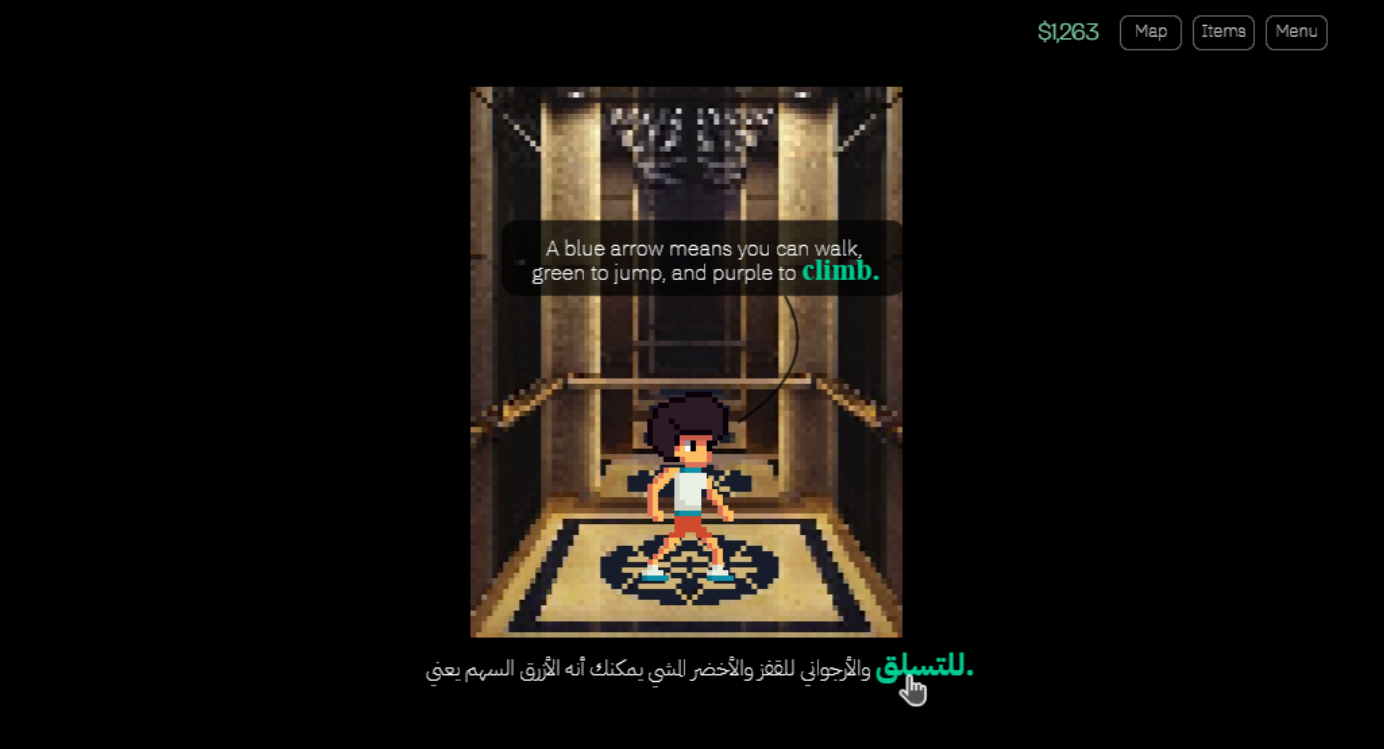 $1,263 Map Items Menu
A blue arrow means you can walk,
green to jump, and purple to climb.
يعني السهم الأزرق أنه يمكنك المشي والأخضر للقفز والأرجواني للتسلق.